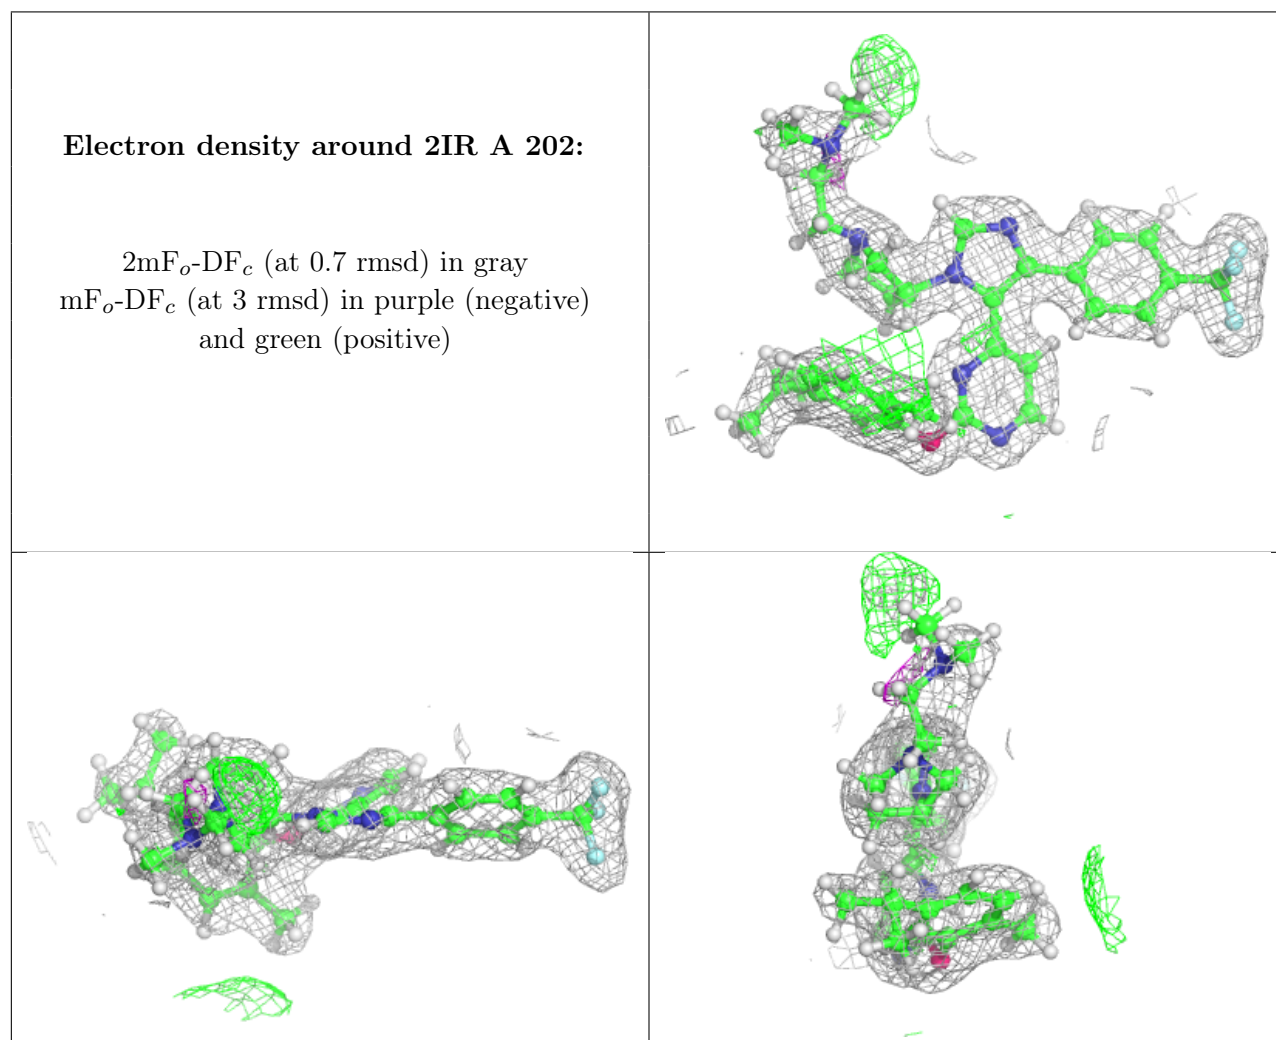 Electron density around 2IR A 202:
2mFo-DFc (at 0.7 rmsd) in gray
mFo-DFc (at 3 rmsd) in purple (negative)
and green (positive)